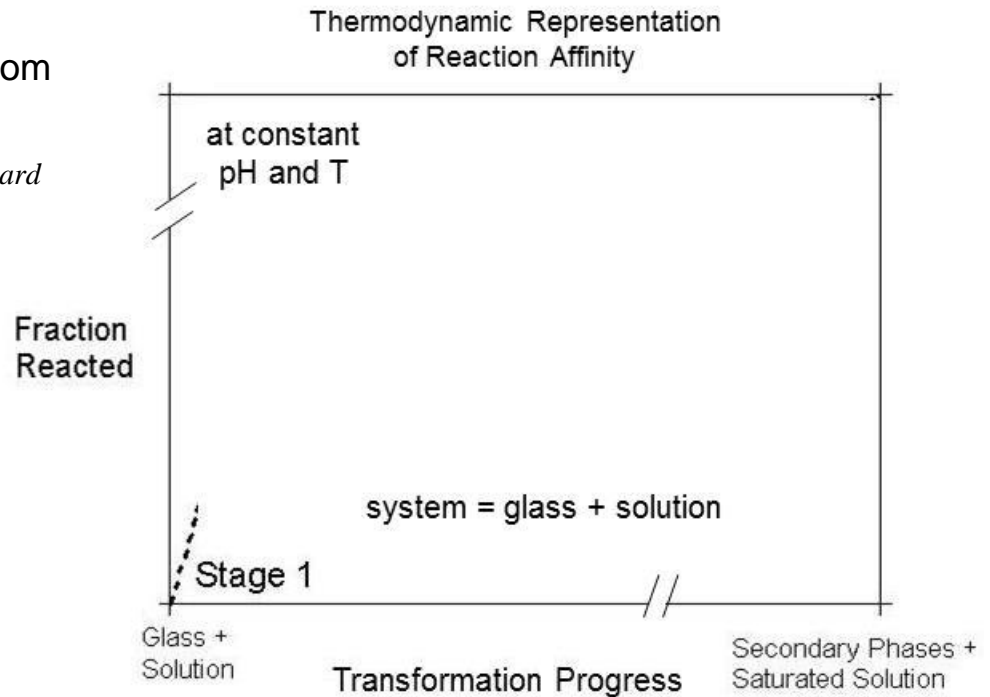 Thermodynamic Representation
of Reaction Affinity
om
ard
at constant
pH and T
Fraction
Reacted
system = glass + solution
Stage 1
Glass +
Solution
Transformation Progress
Secondary Phases +
Saturated Solution